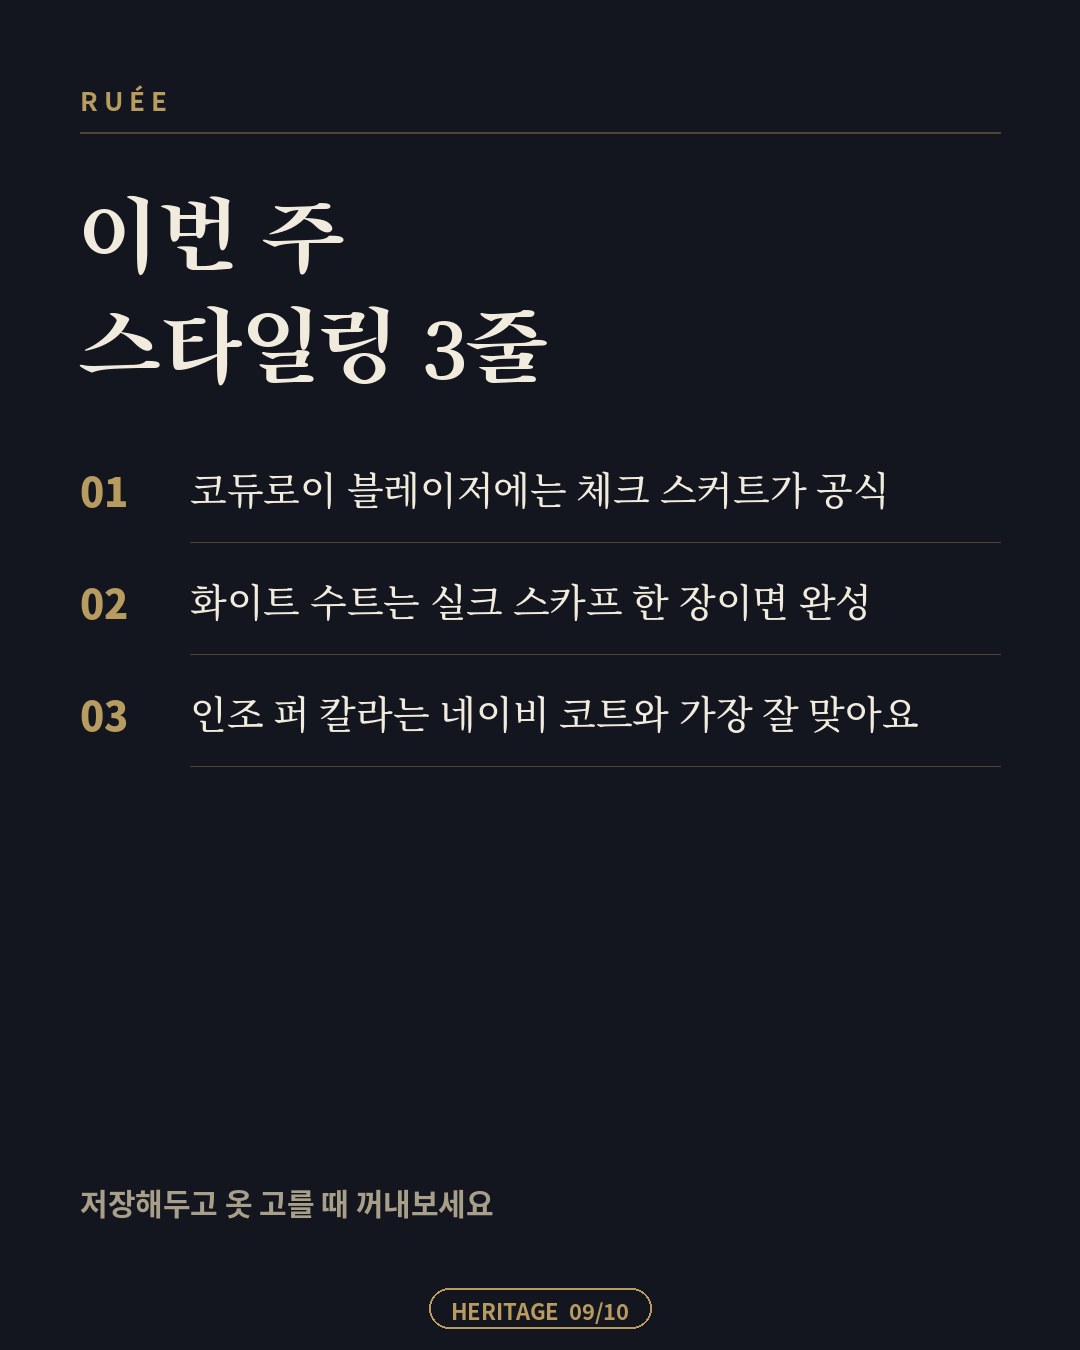 RUÉE
이번 주
스타일링 3줄
01 코듀로이 블레이저에는 체크 스커트가 공식
02 화이트 수트는 실크 스카프 한 장이면 완성
03 인조 퍼 칼라는 네이비 코트와 가장 잘 맞아요
저장해두고 옷 고를 때 꺼내보세요
HERITAGE 09/10